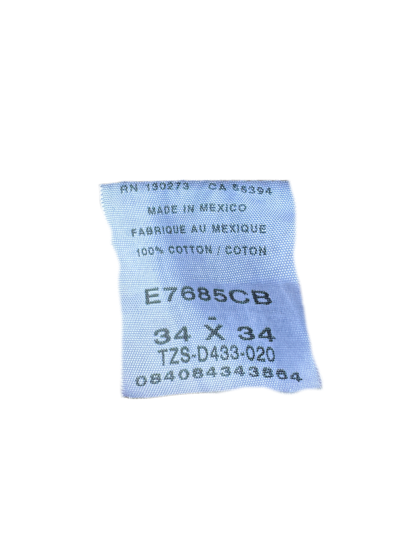 RN 130273 CA 56394
MADE IN MEXICO
FABRIQUE AU MEXIQUE
100% COTTON / COTON
E7685CB
-
34 X 34
TZS-D433-020
084084343864